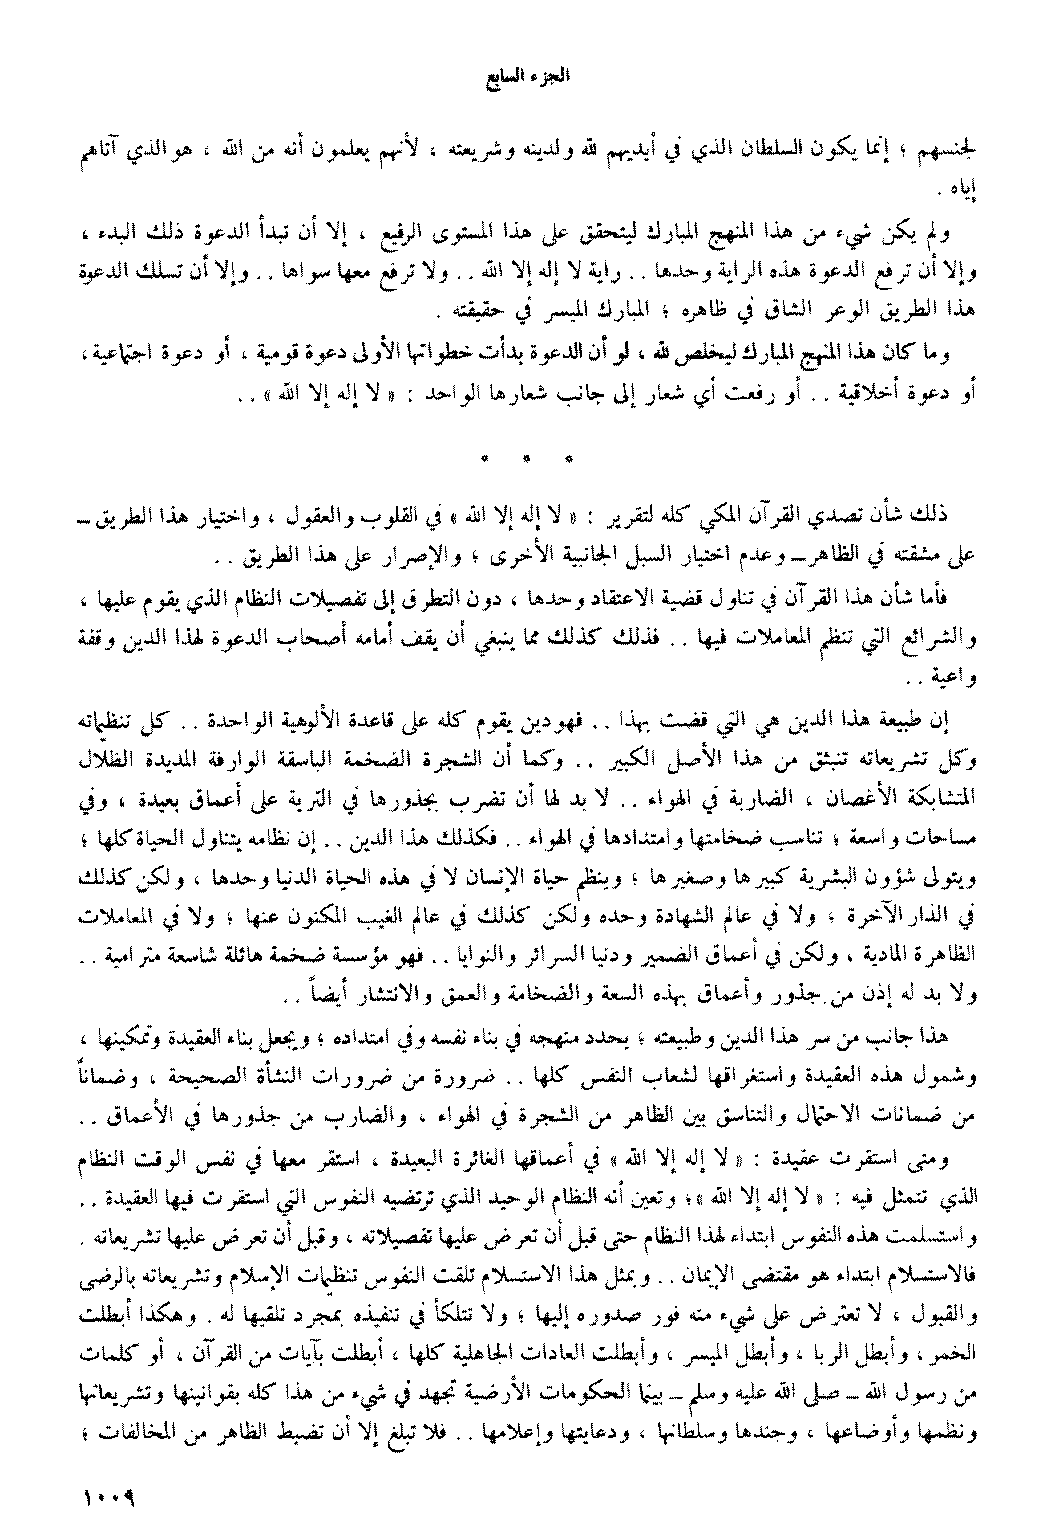 الجزء السابع
لجنسهم ؛ إنما يكون السلطان الذي في أيديهم لله ولدينه وشريعته ، لأنهم يعلمون أنه من الله ، هو الذي آتاهم
إياه .
ولم يكن شيء من هذا المنهج المبارك ليتحقق على هذا المستوى الرفيع ، إلا أن تبدأ الدعوة ذلك البدء ،
وإلا أن ترفع الدعوة هذه الراية وحدها . . راية لا إله إلا الله . . ولا ترفع معها سواها . . وإلا أن تسلك الدعوة
هذا الطريق الوعر الشاق في ظاهره ؛ المبارك الميسر في حقيقته .
وما كان هذا المنهج المبارك ليخلص لله ، لو أن الدعوة بدأت خطواتها الأولى دعوة قومية ، أو دعوة اجتماعية،
أو دعوة أخلاقية . . أو رفعت أي شعار إلى جانب شعارها الواحد : « لا إله إلا الله » . .
* * *
ذلك شأن تصدي القرآن المكي كله لتقرير : « لا إله إلا الله » في القلوب والعقول ، واختيار هذا الطريق –
على مشقته في الظاهر – وعدم اختيار السبل الجانبية الأخرى ؛ والإصرار على هذا الطريق . .
فأما شأن هذا القرآن في تناول قضية الاعتقاد وحدها ، دون التطرق إلى تفصيلات النظام الذي يقوم عليها ،
والشرائع التي تنظم المعاملات فيها . . فذلك كذلك مما ينبغي أن يقف أمامه أصحاب الدعوة لهذا الدين وقفة
واعية . .
إن طبيعة هذا الدين هي التي قضت بهذا . . فهو دين يقوم كله على قاعدة الألوهية الواحدة . . كل تنظيماته
وكل تشريعاته تنبثق من هذا الأصل الكبير . . وكما أن الشجرة الضخمة الباسقة الوارفة المديدة الظلال
المتشابكة الأغصان ، الضاربة في الهواء . . لا بد لها أن تضرب بجذورها في التربة على أعماق بعيدة ، وفي
مساحات واسعة ؛ تناسب ضخامتها وامتدادها في الهواء . . فكذلك هذا الدين . . إن نظامه يتناول الحياة كلها ؛
ويتولى شؤون البشرية كبيرها وصغيرها ؛ وينظم حياة الإنسان لا في هذه الحياة الدنيا وحدها ، ولكن كذلك
في الدار الآخرة ؛ ولا في عالم الشهادة وحده ولكن كذلك في عالم الغيب المكنون عنها ؛ ولا في المعاملات
الظاهرة المادية ، ولكن في أعماق الضمير ودنيا السرائر والنوايا . . فهو مؤسسة ضخمة هائلة شاسعة مترامية . .
ولا بد له إذن من جذور وأعماق بهذه السعة والضخامة والعمق والانتشار أيضاً . .
هذا جانب من سر هذا الدين وطبيعته ؛ يحدد منهجه في بناء نفسه وفي امتداده ؛ ويجعل بناء العقيدة وتمكينها ،
وشمول هذه العقيدة واستغراقها لشعاب النفس كلها . . ضرورة من ضرورات النشأة الصحيحة ، وضماناً
من ضمانات الاحتمال والتناسق بين الظاهر من الشجرة في الهواء ، والضارب من جذورها في الأعماق . .
ومتى استقرت عقيدة : « لا إله إلا الله » في أعماقها الغائرة البعيدة ، استقر معها في نفس الوقت النظام
الذي تتمثل فيه : « لا إله إلا الله »؛ وتعين أنه النظام الوحيد الذي ترتضيه النفوس التي استقرت فيها العقيدة . .
واستسلمت هذه النفوس ابتداء لهذا النظام حتى قبل أن تعرض عليها تفصيلاته ، وقبل أن تعرض عليها تشريعاته .
فالاستسلام ابتداء هو مقتضى الإيمان . . وبمثل هذا الاستسلام تلقت النفوس تنظيمات الإسلام وتشريعاته بالرضى
والقبول ، لا تعترض على شيء منه فور صدوره إليها ؛ ولا تتلكأ في تنفيذه بمجرد تلقيها له . وهكذا أبطلت
الخمر ، وأبطل الربا ، وأبطل الميسر ، وأبطلت العادات الجاهلية كلها ، أبطلت بآيات من القرآن ، أو كلمات
من رسول الله – صلى الله عليه وسلم – بينما الحكومات الأرضية تجهد في شيء من هذا كله بقوانينها وتشريعاتها
ونظمها وأوضاعها ، وجندها وسلطانها ، ودعايتها وإعلامها . . فلا تبلغ إلا أن تضبط الظاهر من المخالفات ؛
١٠٠٩